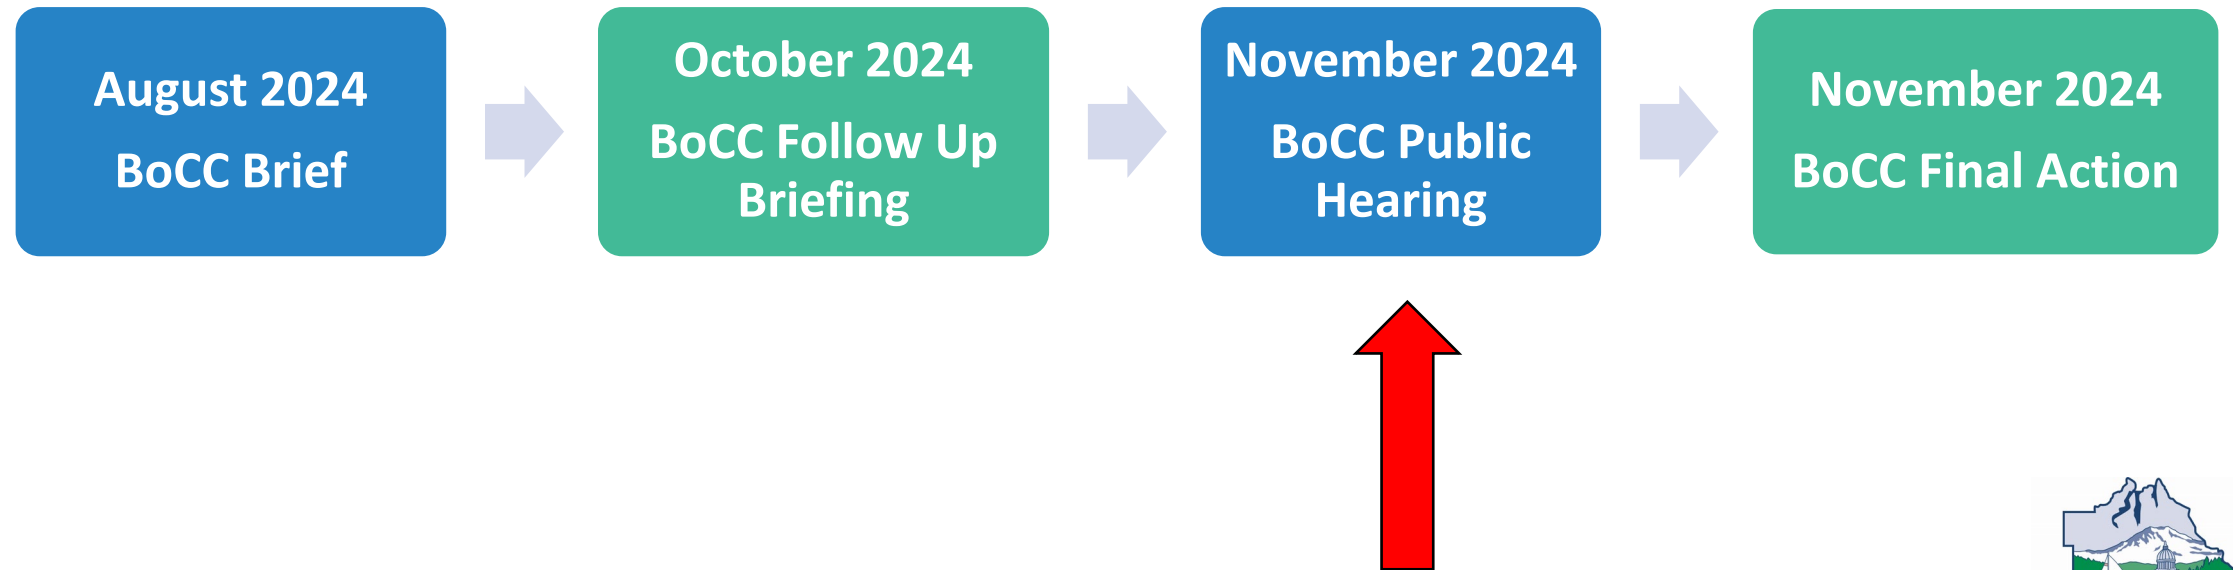 August 2024
BoCC Brief
October 2024
BoCC Follow Up
Briefing
November 2024
BoCC Public
Hearing
November 2024
BoCC Final Action